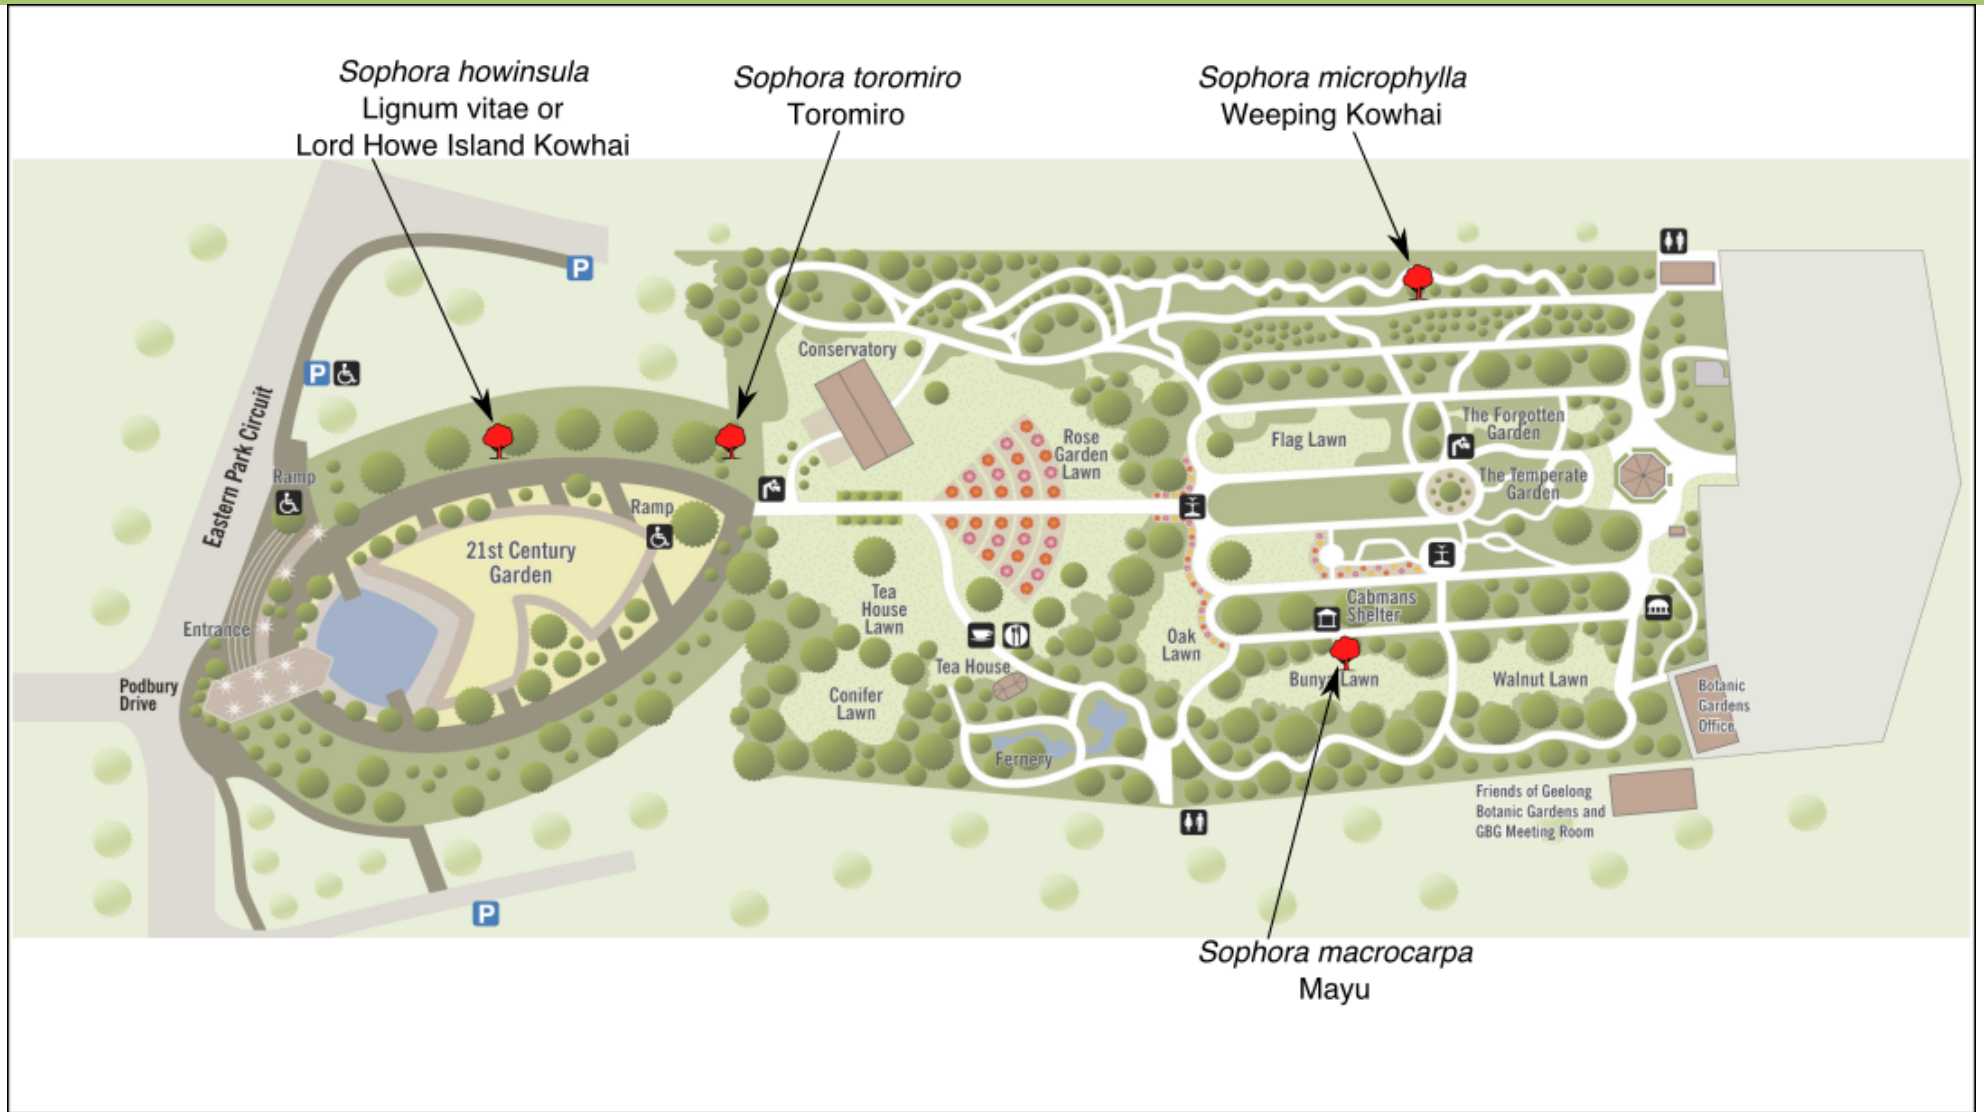 Sophora howinsula
Lignum vitae or
Lord Howe Island Kowhai
Sophora toromiro
Toromiro
Sophora microphylla
Weeping Kowhai
P
P
Eastern Park Circuit
Ramp
Ramp
21st Century
Garden
Entrance
Podbury
Drive
P
Conservatory
Rose
Garden
Lawn
Tea
House
Lawn
Tea House
Conifer
Lawn
Fernery
Oak
Lawn
Flag Lawn
The Forgotten
Garden
The Temperate
Garden
Cabmans
Shelter
Bunya Lawn
Walnut Lawn
Botanic
Gardens
Office
Friends of Geelong
Botanic Gardens and
GBG Meeting Room
Sophora macrocarpa
Mayu